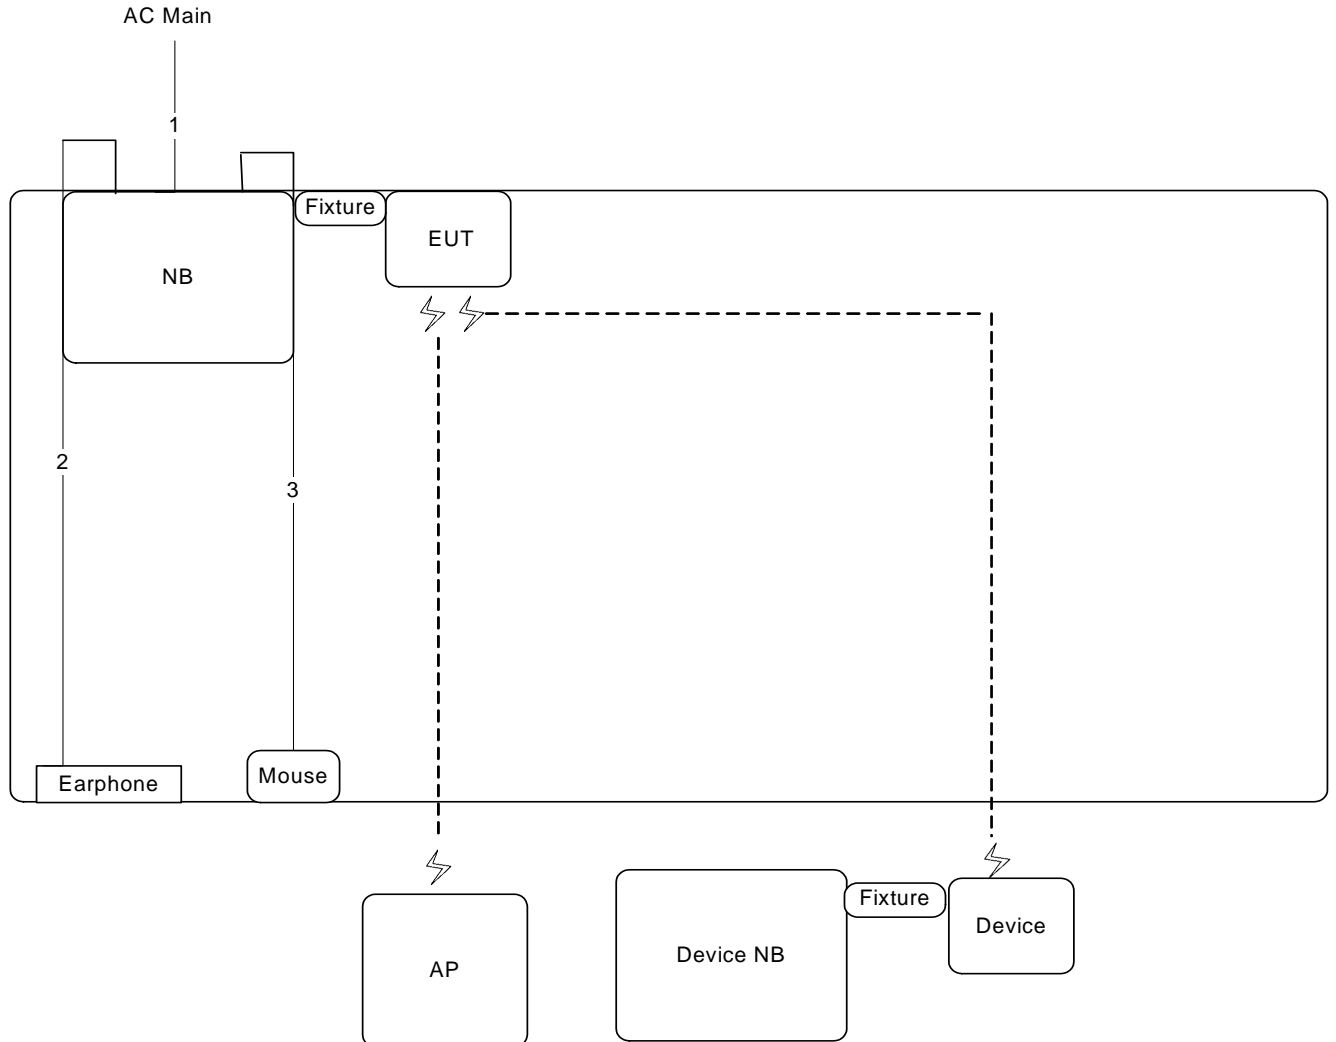 AC Main
1
Fixture
EUT
NB
2
3
Mouse
Earphone
Fixture
Device
Device NB
AP